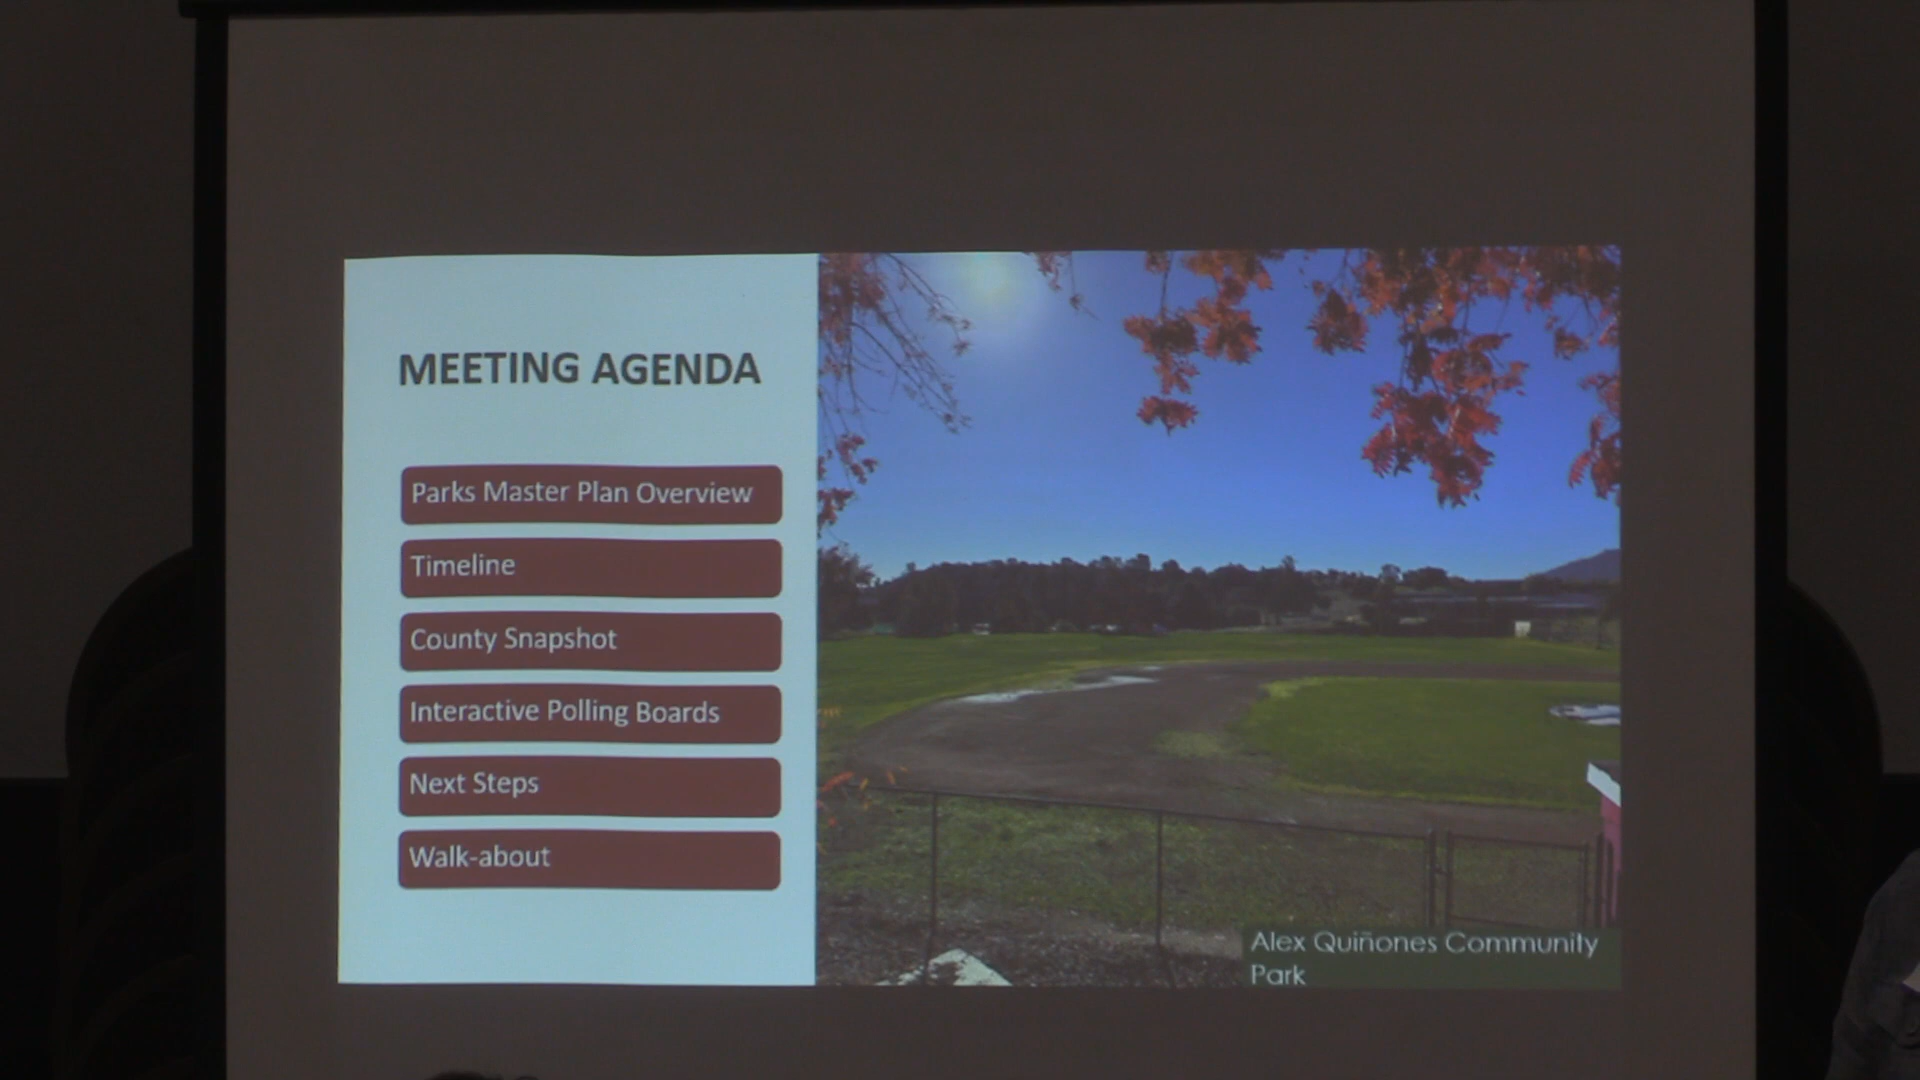 MEETING AGENDA
Parks Master Plan Overview
Timeline
County Snapshot
Interactive Polling Boards
Next Steps
Walk-about
Alex Quiñones Community
Park